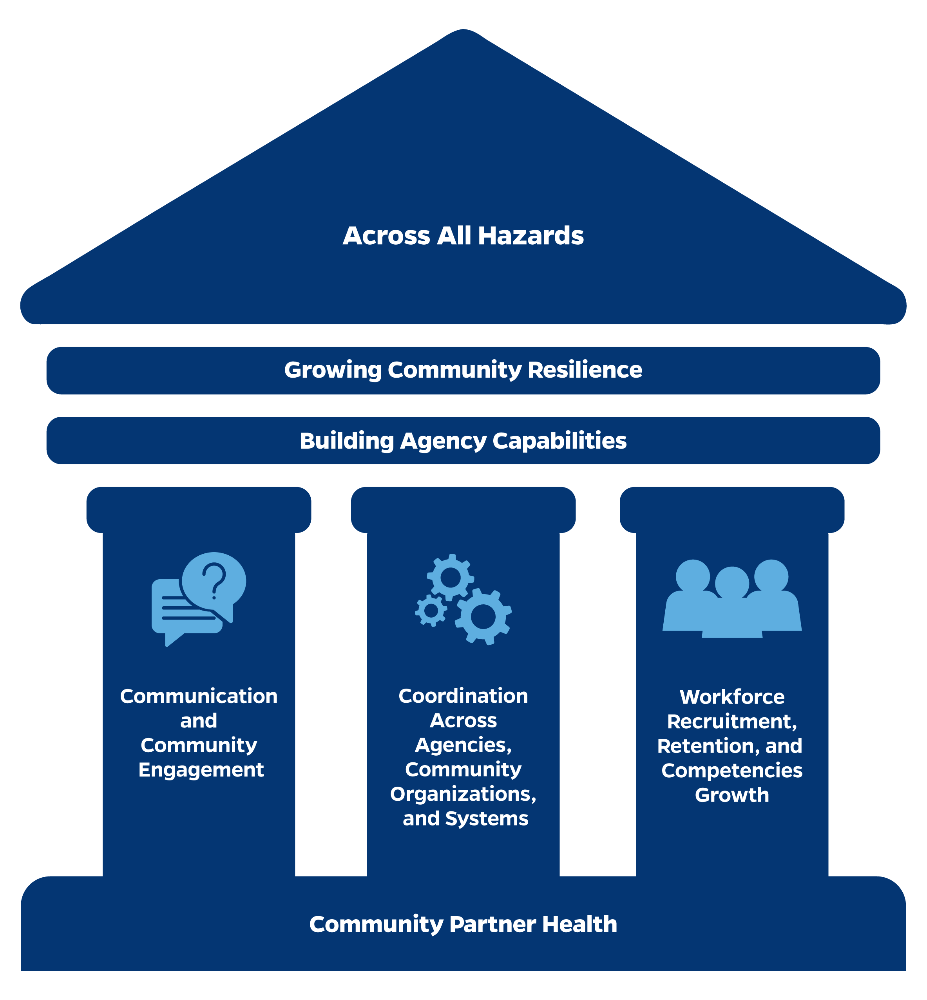 Across All Hazards
Growing Community Resilience
Building Agency Capabilities
Communication
and
Community
Engagement
Coordination
Across
Agencies,
Community
Organizations,
and Systems
Workforce
Recruitment,
Retention, and
Competencies
Growth
Community Partner Health